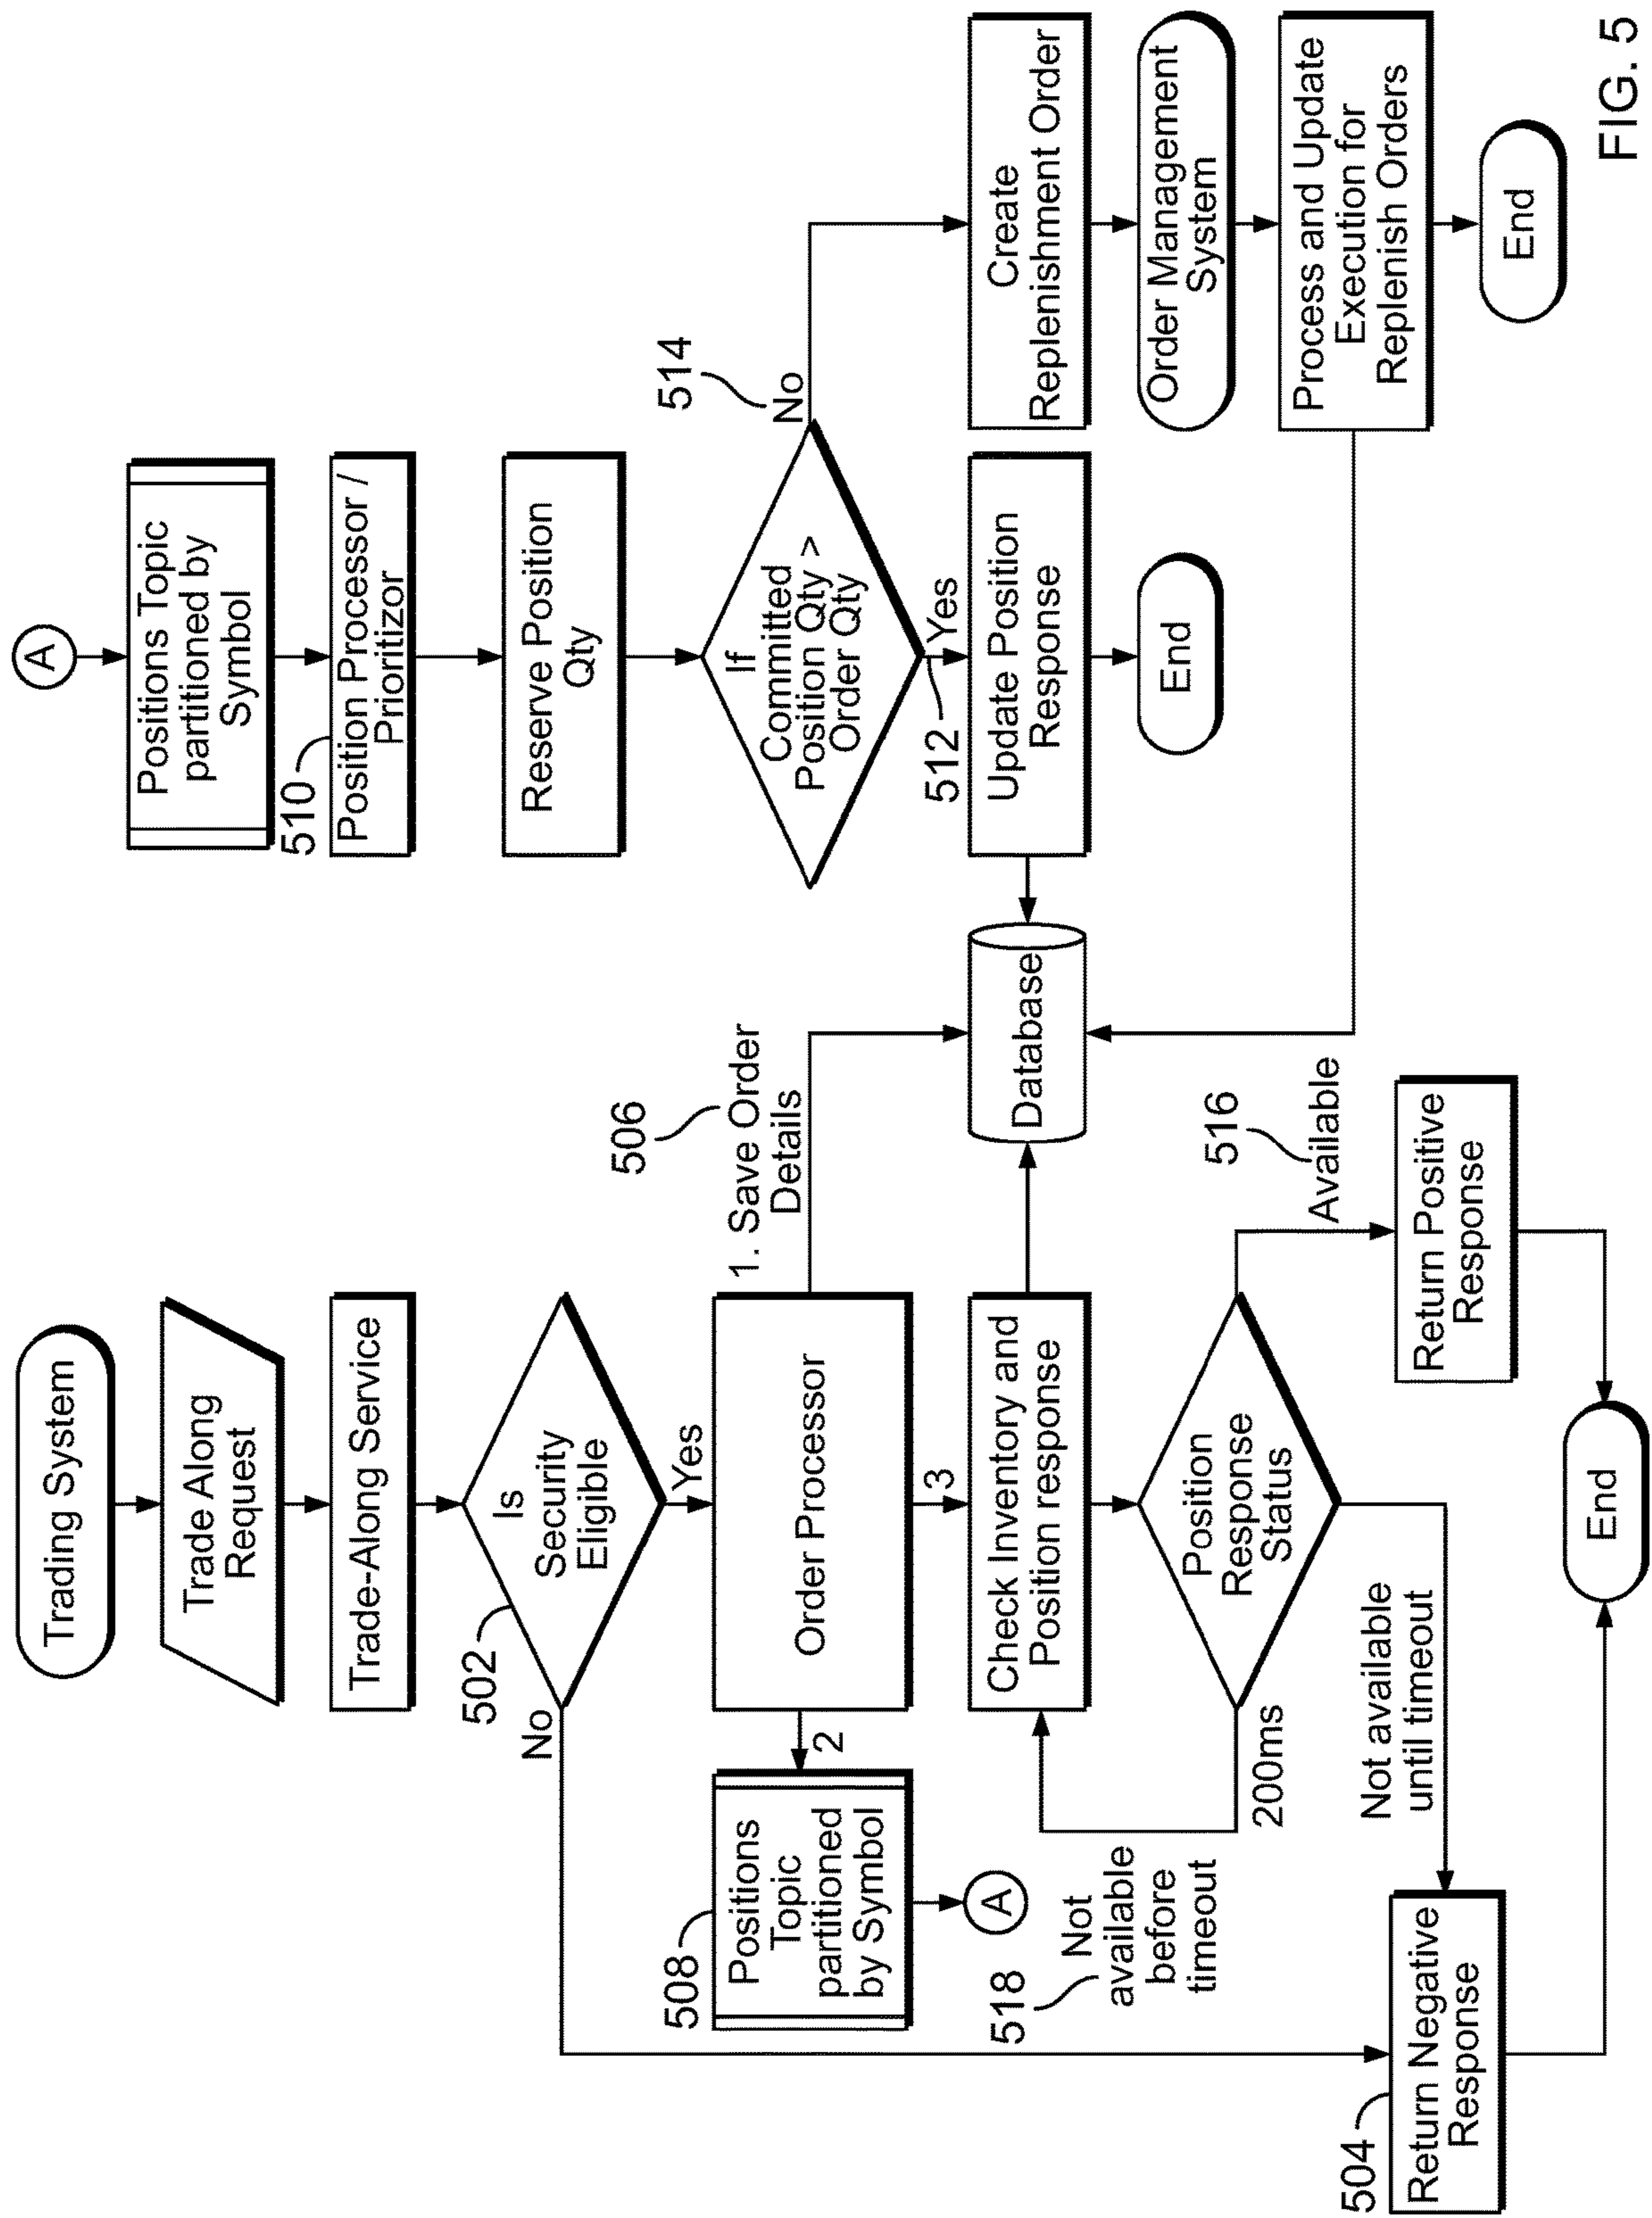 Trading System
Trade Along
Request
Trade-Along Service
502
Is
Security
Eligible
No
Yes
Order Processor
506
1. Save Order
Details
2
508
Positions
Topic
partitioned
by Symbol
A
3
Check Inventory and
Position response
Database
Position
Response
Status
200ms
518
Not
available
before
timeout
Not available
until timeout
516
Available
Return Positive
Response
504
Return Negative
Response
End
A
Positions Topic
partitioned by
Symbol
510
Position Processor /
Prioritizor
Reserve Position
Qty
If
Committed
Position Qty >
Order Qty
514
No
512
Yes
Update Position
Response
End
Create
Replenishment Order
Order Management
System
Process and Update
Execution for
Replenish Orders
End
FIG. 5